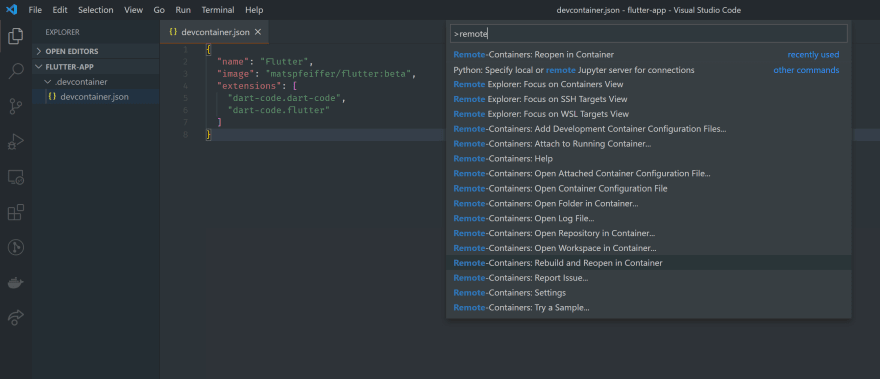 File Edit Selection View Go Run Terminal Help
devcontainer.json - flutter-app - Visual Studio Code
EXPLORER
OPEN EDITORS
FLUTTER-APP
.devcontainer
{} devcontainer.json
{} devcontainer.json ×
1 {
2 "name": "Flutter",
3 "image": "matspfeiffer/flutter:beta",
4 "extensions": [
5 "dart-code.dart-code",
6 "dart-code.flutter"
7 ]
8 }
>remote
Remote-Containers: Reopen in Container recently used
Python: Specify local or remote Jupyter server for connections other commands
Remote Explorer: Focus on Containers View
Remote Explorer: Focus on SSH Targets View
Remote Explorer: Focus on WSL Targets View
Remote-Containers: Add Development Container Configuration Files...
Remote-Containers: Attach to Running Container...
Remote-Containers: Help
Remote-Containers: Open Attached Container Configuration File...
Remote-Containers: Open Container Configuration File
Remote-Containers: Open Folder in Container...
Remote-Containers: Open Log File...
Remote-Containers: Open Repository in Container...
Remote-Containers: Open Workspace in Container...
Remote-Containers: Rebuild and Reopen in Container
Remote-Containers: Report Issue...
Remote-Containers: Settings
Remote-Containers: Try a Sample...